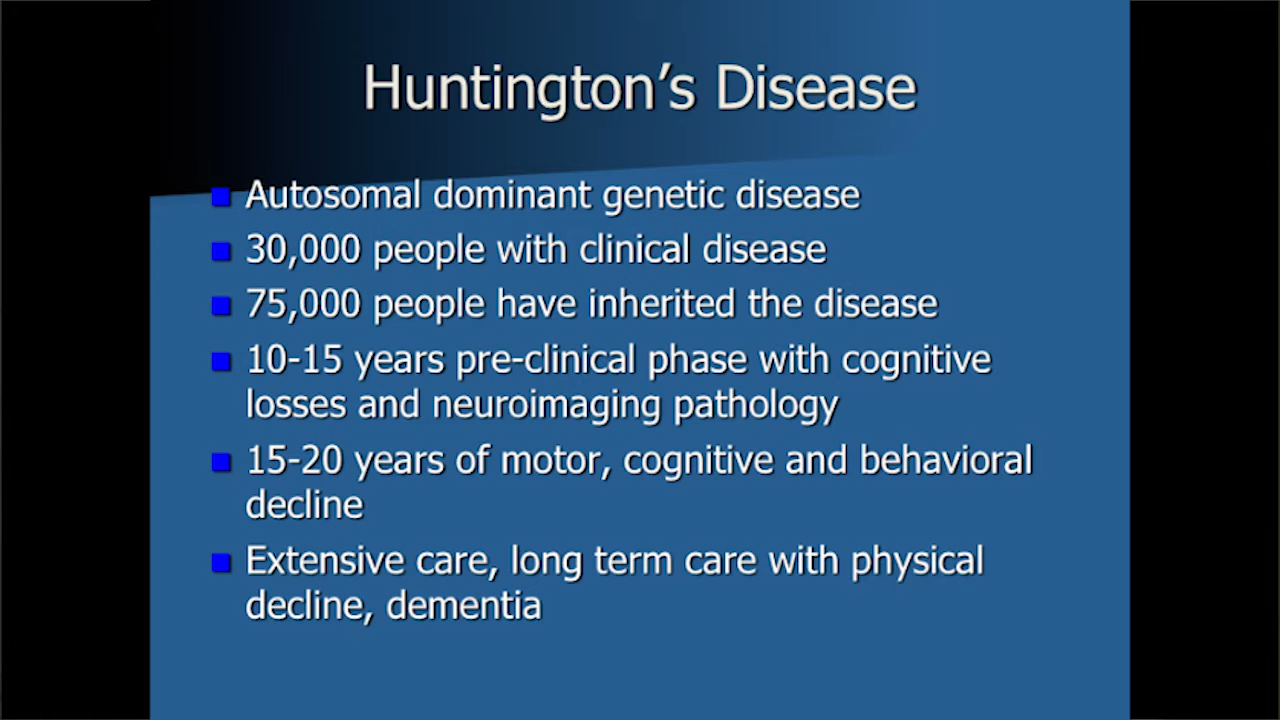 Huntington’s Disease
Autosomal dominant genetic disease
30,000 people with clinical disease
75,000 people have inherited the disease
10-15 years pre-clinical phase with cognitive
losses and neuroimaging pathology
15-20 years of motor, cognitive and behavioral
decline
Extensive care, long term care with physical
decline, dementia